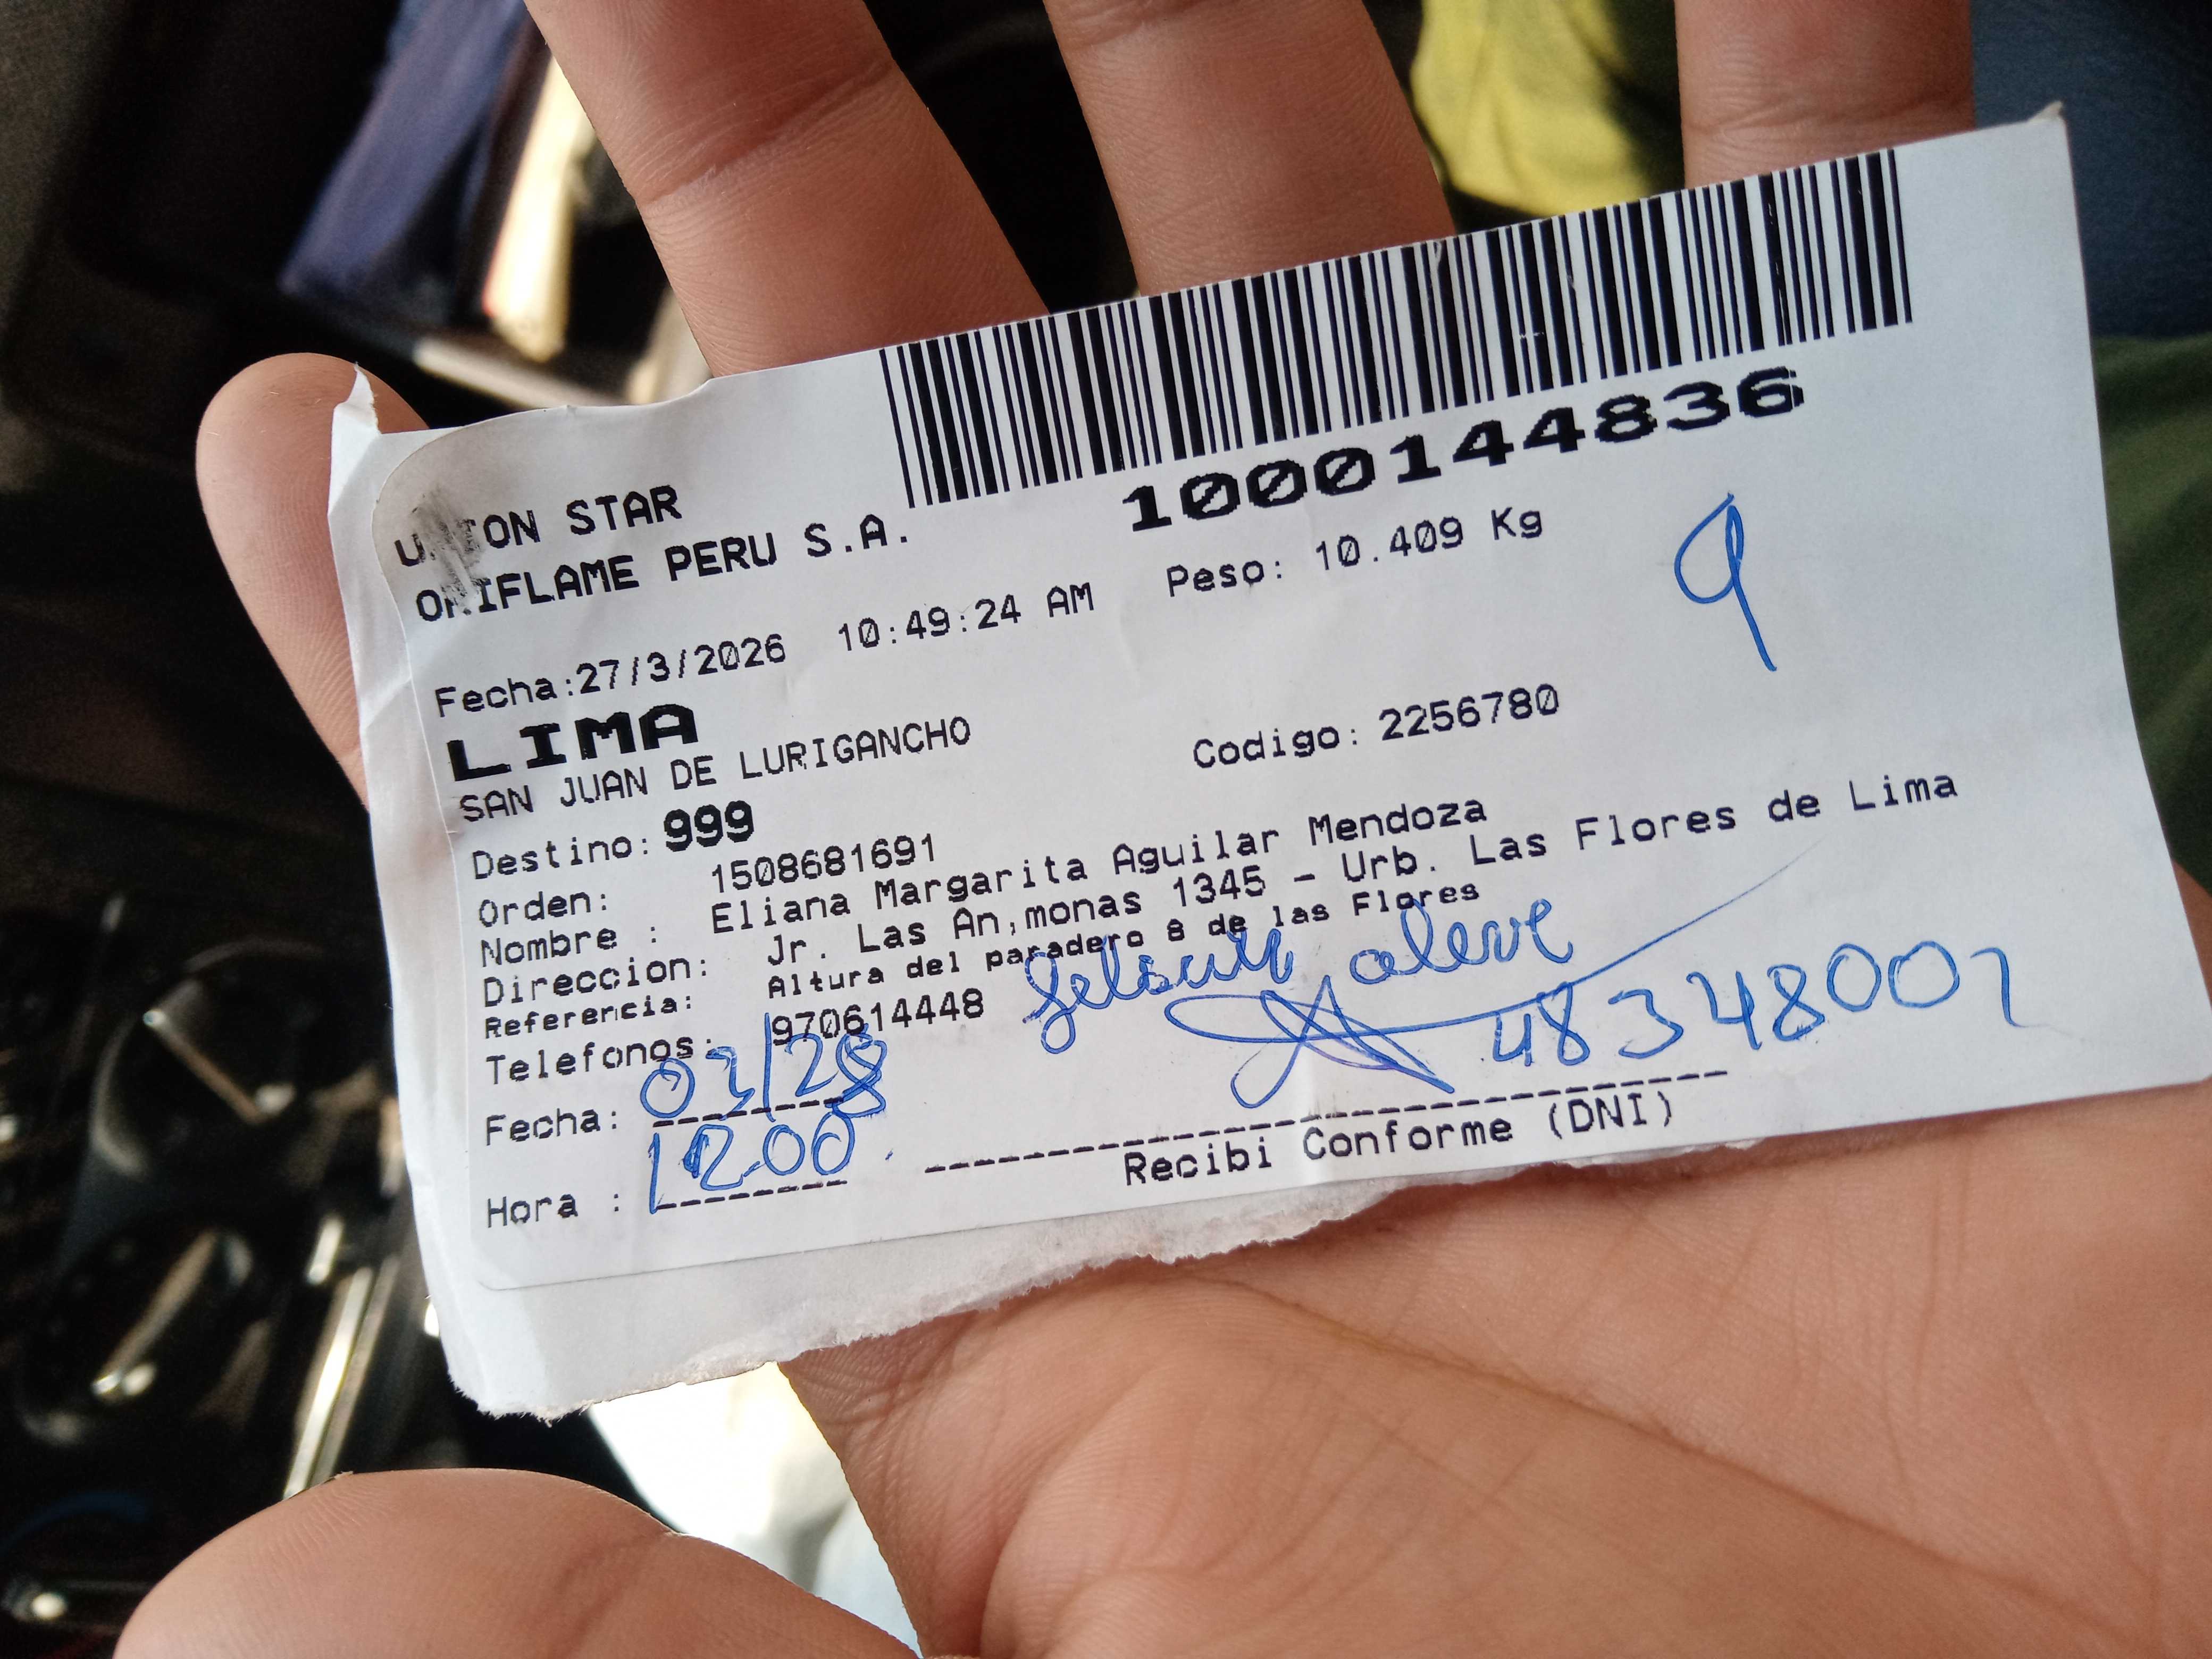 1000144836
UNION STAR
ORIFLAME PERU S.A.
Fecha:27/3/2026 10:49:24 AM Peso: 10.409 Kg
9
LIMA
SAN JUAN DE LURIGANCHO Codigo: 2256780
Destino: 999
Orden: 1508681691
Nombre : Eliana Margarita Aguilar Mendoza
Direccion: Jr. Las An,monas 1345 - Urb. Las Flores de Lima
Referencia: Altura del paradero 8 de las Flores
Telefonos: 970614448
48348007
Fecha: 03/28
Hora : 12.00
Recibi Conforme (DNI)